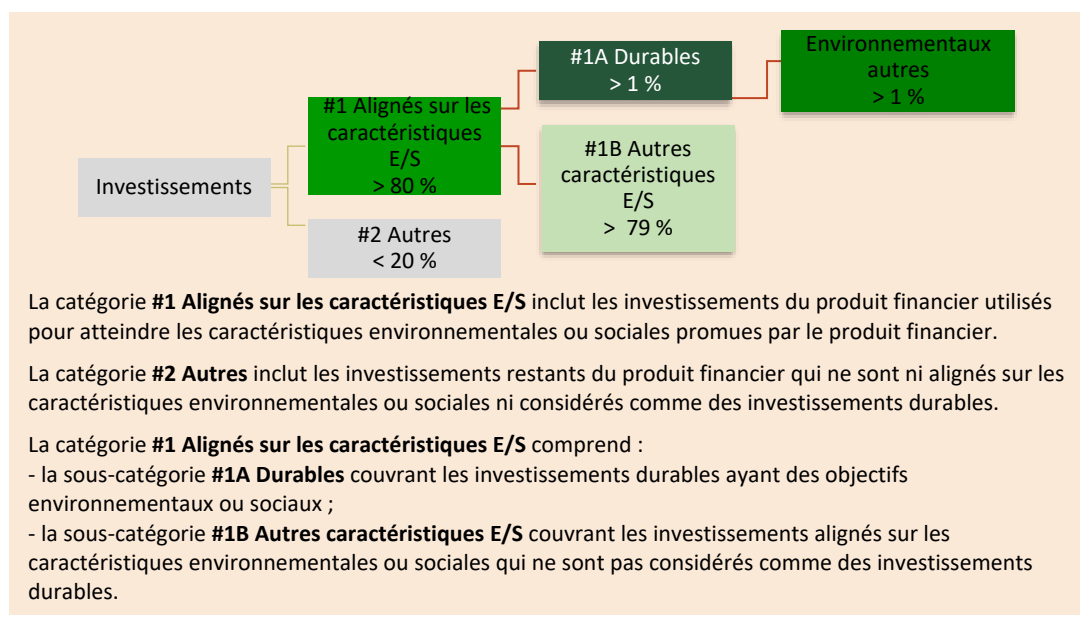 Investissements
#1 Alignés sur les
caractéristiques
E/S
> 80 %
#2 Autres
< 20 %
#1A Durables
> 1 %
#1B Autres
caractéristiques
E/S
> 79 %
Environnementaux
autres
> 1 %
La catégorie #1 Alignés sur les caractéristiques E/S inclut les investissements du produit financier utilisés
pour atteindre les caractéristiques environnementales ou sociales promues par le produit financier.
La catégorie #2 Autres inclut les investissements restants du produit financier qui ne sont ni alignés sur les
caractéristiques environnementales ou sociales ni considérés comme des investissements durables.
La catégorie #1 Alignés sur les caractéristiques E/S comprend :
- la sous-catégorie #1A Durables couvrant les investissements durables ayant des objectifs
environnementaux ou sociaux ;
- la sous-catégorie #1B Autres caractéristiques E/S couvrant les investissements alignés sur les
caractéristiques environnementales ou sociales qui ne sont pas considérés comme des investissements
durables.